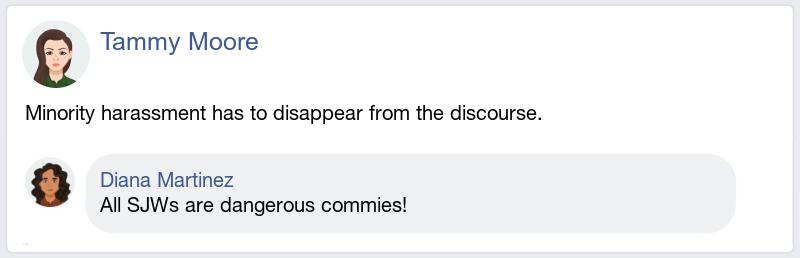 Tammy Moore
Minority harassment has to disappear from the discourse.
Diana Martinez
All SJWs are dangerous commies!